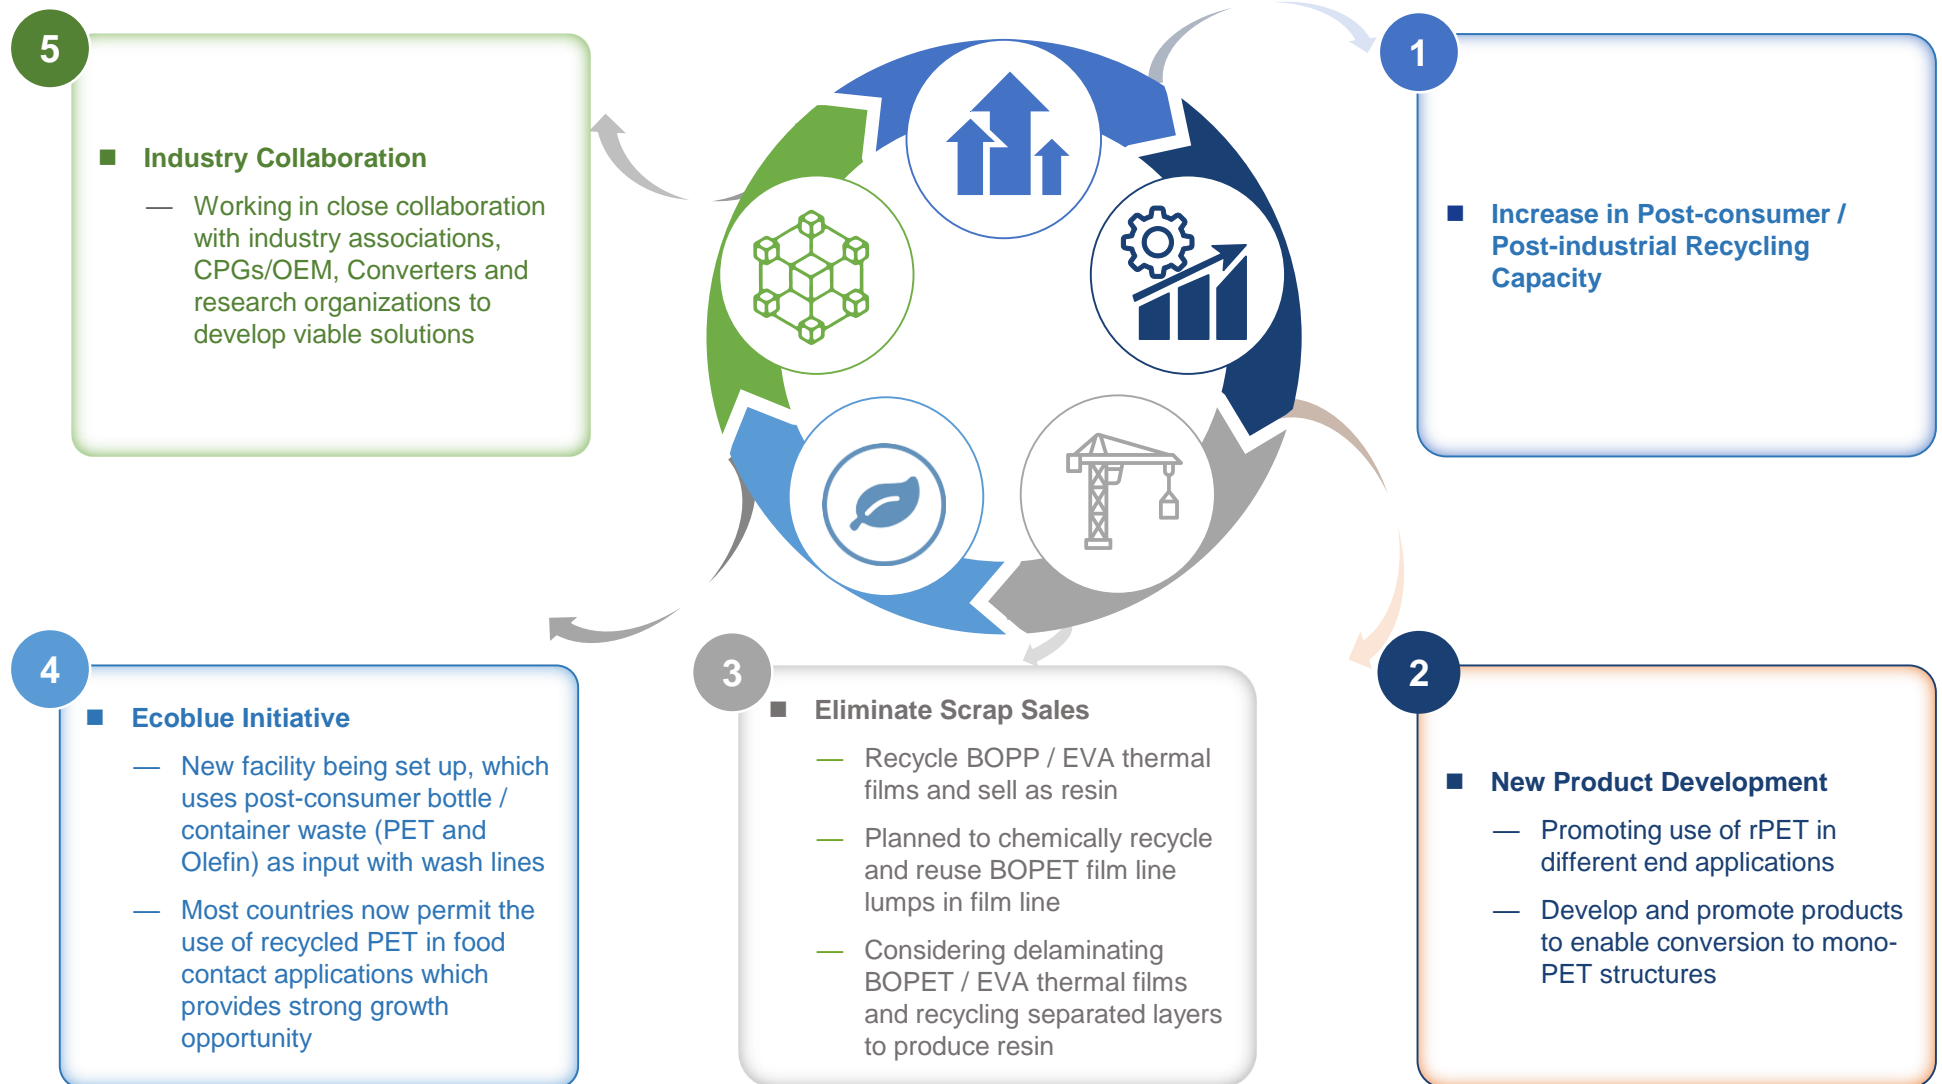 5
Industry Collaboration
— Working in close collaboration
with industry associations,
CPGs/OEM, Converters and
research organizations to
develop viable solutions
1
Increase in Post-consumer /
Post-industrial Recycling
Capacity
4
Ecoblue Initiative
— New facility being set up, which
uses post-consumer bottle /
container waste (PET and
Olefin) as input with wash lines
— Most countries now permit the
use of recycled PET in food
contact applications which
provides strong growth
opportunity
3
Eliminate Scrap Sales
— Recycle BOPP / EVA thermal
films and sell as resin
— Planned to chemically recycle
and reuse BOPET film line
lumps in film line
— Considering delaminating
BOPET / EVA thermal films
and recycling separated layers
to produce resin
2
New Product Development
— Promoting use of rPET in
different end applications
— Develop and promote products
to enable conversion to mono-
PET structures